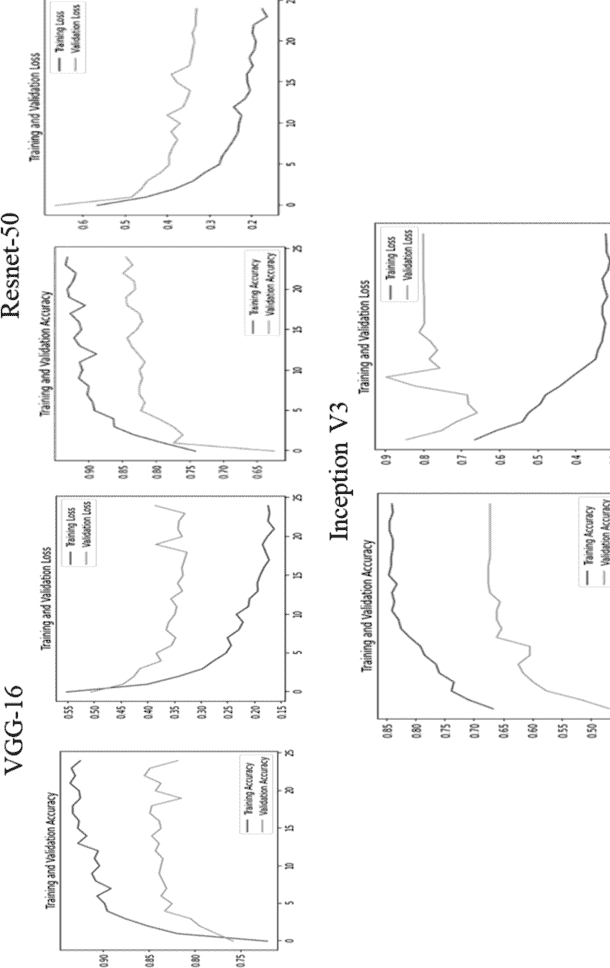 VGG-16
Training and Validation Accuracy
Training Accuracy
Validation Accuracy
0.90
0.85
0.80
0.75
0 5 10 15 20 25
Training and Validation Loss
Training Loss
Validation Loss
0.55
0.50
0.45
0.40
0.35
0.30
0.25
0.20
0.15
0 5 10 15 20 25
Resnet-50
Training and Validation Accuracy
Training Accuracy
Validation Accuracy
0.90
0.85
0.80
0.75
0.70
0.65
0 5 10 15 20 25
Training and Validation Loss
Training Loss
Validation Loss
0.6
0.5
0.4
0.3
0.2
0 5 10 15 20
Inception V3
Training and Validation Accuracy
Training Accuracy
Validation Accuracy
0.85
0.80
0.75
0.70
0.65
0.60
0.55
0.50
Training and Validation Loss
Training Loss
Validation Loss
0.9
0.8
0.7
0.6
0.5
0.4